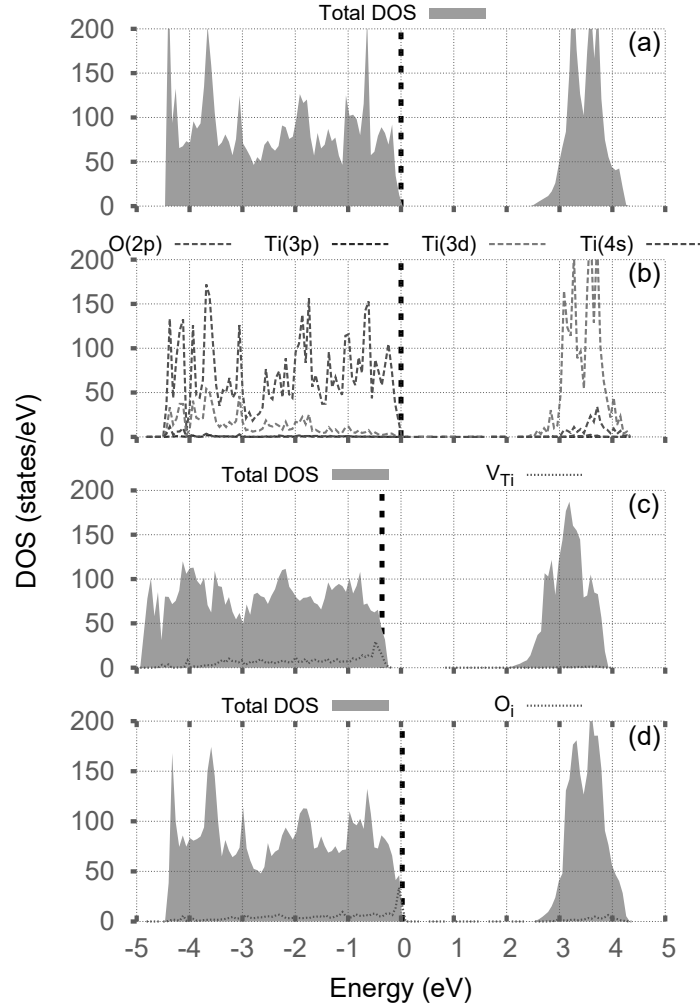 Total DOS
200
(a)
150
100
50
0
O(2p) Ti(3p) Ti(3d) Ti(4s)
200
(b)
150
100
50
0
DOS (states/eV)
Total DOS V_Ti
200
(c)
150
100
50
0
Total DOS O_i
200
(d)
150
100
50
0
-5 -4 -3 -2 -1 0 1 2 3 4 5
Energy (eV)